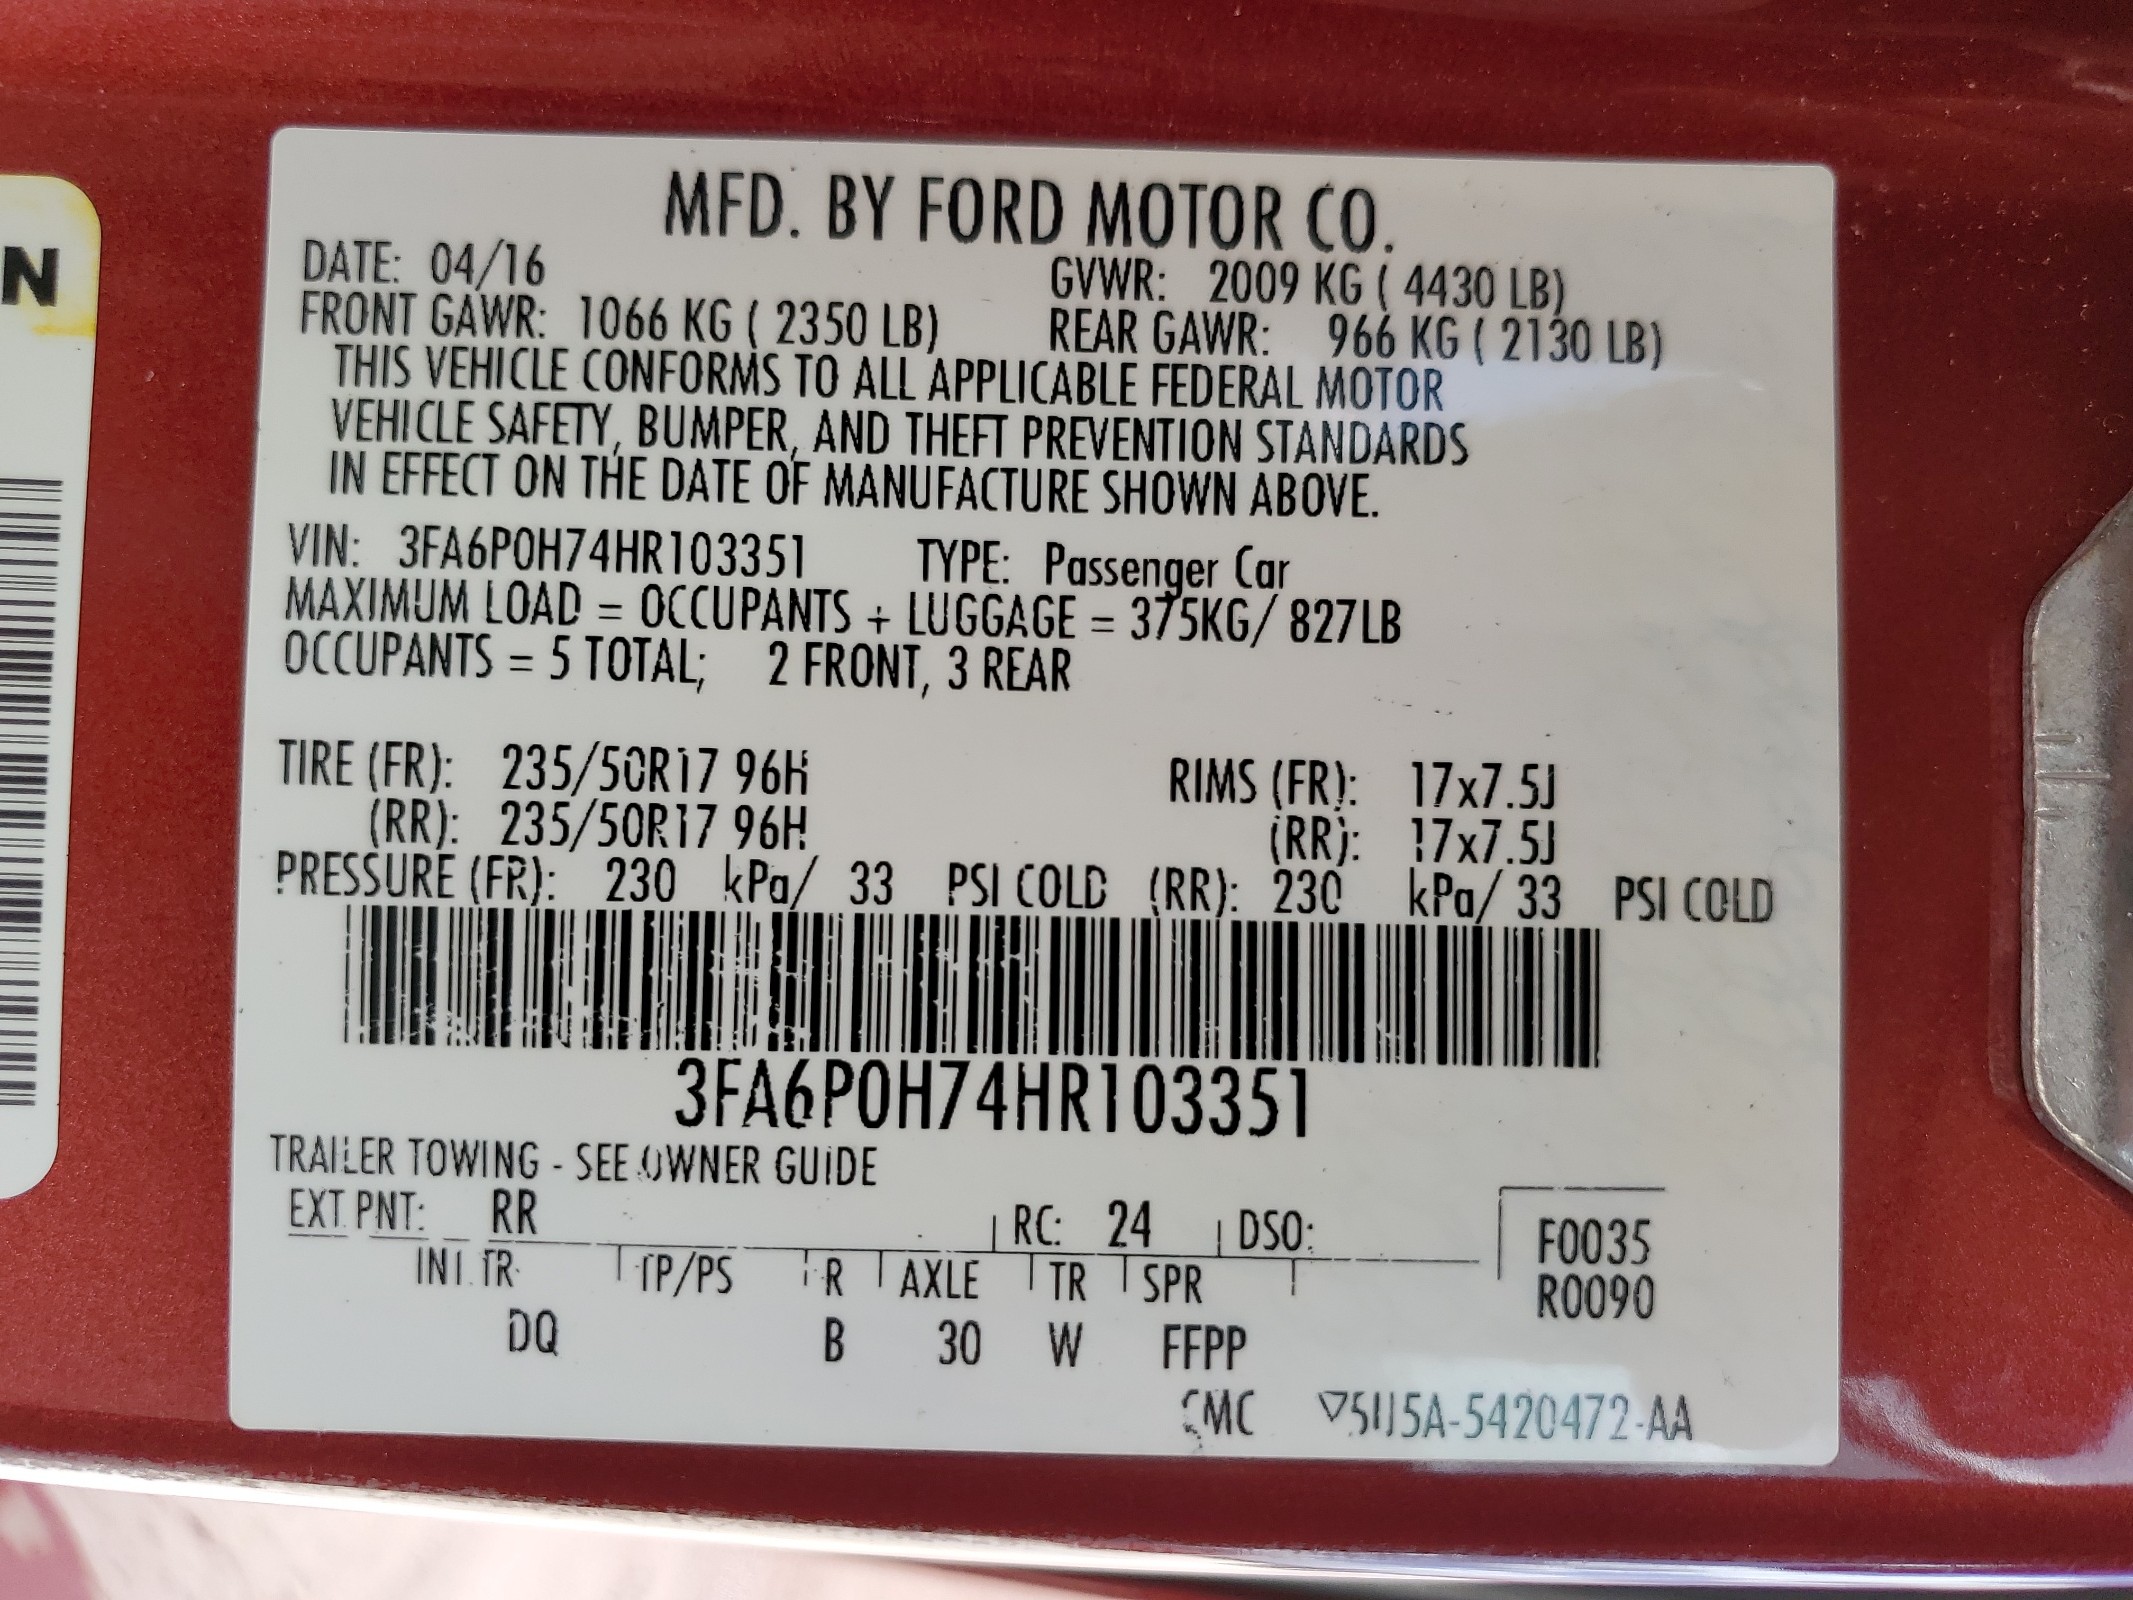 MFD. BY FORD MOTOR CO.
DATE: 04/16 GVWR: 2009 KG ( 4430 LB)
FRONT GAWR: 1066 KG ( 2350 LB) REAR GAWR: 966 KG ( 2130 LB)
THIS VEHICLE CONFORMS TO ALL APPLICABLE FEDERAL MOTOR
VEHICLE SAFETY, BUMPER, AND THEFT PREVENTION STANDARDS
IN EFFECT ON THE DATE OF MANUFACTURE SHOWN ABOVE.
VIN: 3FA6P0H74HR103351 TYPE: Passenger Car
MAXIMUM LOAD = OCCUPANTS + LUGGAGE = 375KG/ 827LB
OCCUPANTS = 5 TOTAL; 2 FRONT, 3 REAR
TIRE (FR): 235/50R17 96H RIMS (FR): 17x7.5J
(RR): 235/50R17 96H (RR): 17x7.5J
PRESSURE (FR): 230 kPa/ 33 PSI COLD (RR): 230 kPa/ 33 PSI COLD
3FA6P0H74HR103351
TRAILER TOWING - SEE OWNER GUIDE
EXT PNT: RR RC: 24 DSO: F0035
INT TR TP/PS R AXLE TR SPR R0090
DQ B 30 W FFPP
▽5U5A-5420472-AA
N